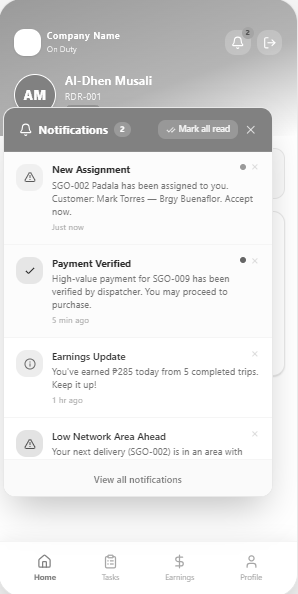 Company Name
On Duty
2
AM
Al-Dhen Musali
RDR-001
Notifications 2
Mark all read
New Assignment
SGO-002 Padala has been assigned to you.
Customer: Mark Torres — Brgy Buenaflor. Accept
now.
Just now
Payment Verified
High-value payment for SGO-009 has been
verified by dispatcher. You may proceed to
purchase.
5 min ago
Earnings Update
You've earned ₱285 today from 5 completed trips.
Keep it up!
1 hr ago
Low Network Area Ahead
Your next delivery (SGO-002) is in an area with
View all notifications
Home
Tasks
Earnings
Profile